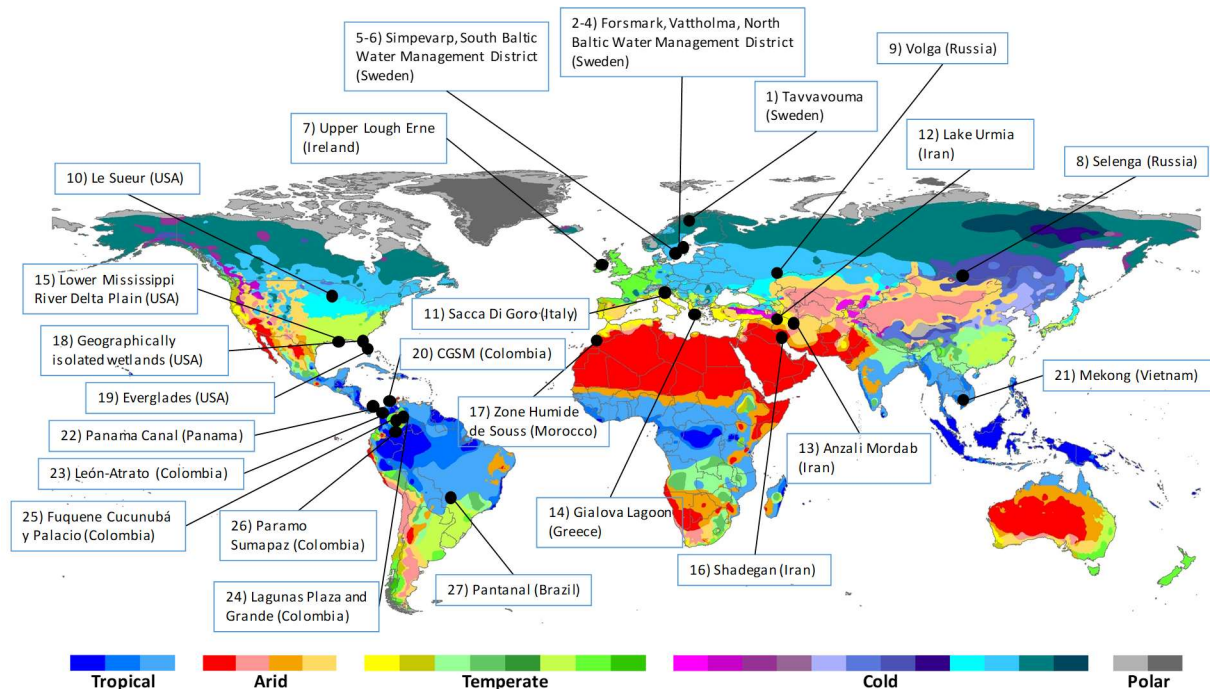 2-4) Forsmark, Vattholma, North
Baltic Water Management District
(Sweden)
5-6) Simpevarp, South Baltic
Water Management District
(Sweden)
9) Volga (Russia)
1) Tavvavouma
(Sweden)
7) Upper Lough Erne
(Ireland)
12) Lake Urmia
(Iran)
8) Selenga (Russia)
10) Le Sueur (USA)
15) Lower Mississippi
River Delta Plain (USA)
11) Sacca Di Goro (Italy)
18) Geographically
isolated wetlands (USA)
20) CGSM (Colombia)
21) Mekong (Vietnam)
19) Everglades (USA)
17) Zone Humide
de Souss (Morocco)
22) Panama Canal (Panama)
13) Anzali Mordab
(Iran)
23) León-Atrato (Colombia)
25) Fuquene Cucunubá
y Palacio (Colombia)
26) Paramo
Sumapaz (Colombia)
14) Gialova Lagoon
(Greece)
16) Shadegan (Iran)
24) Lagunas Plaza and
Grande (Colombia)
27) Pantanal (Brazil)
Tropical
Arid
Temperate
Cold
Polar